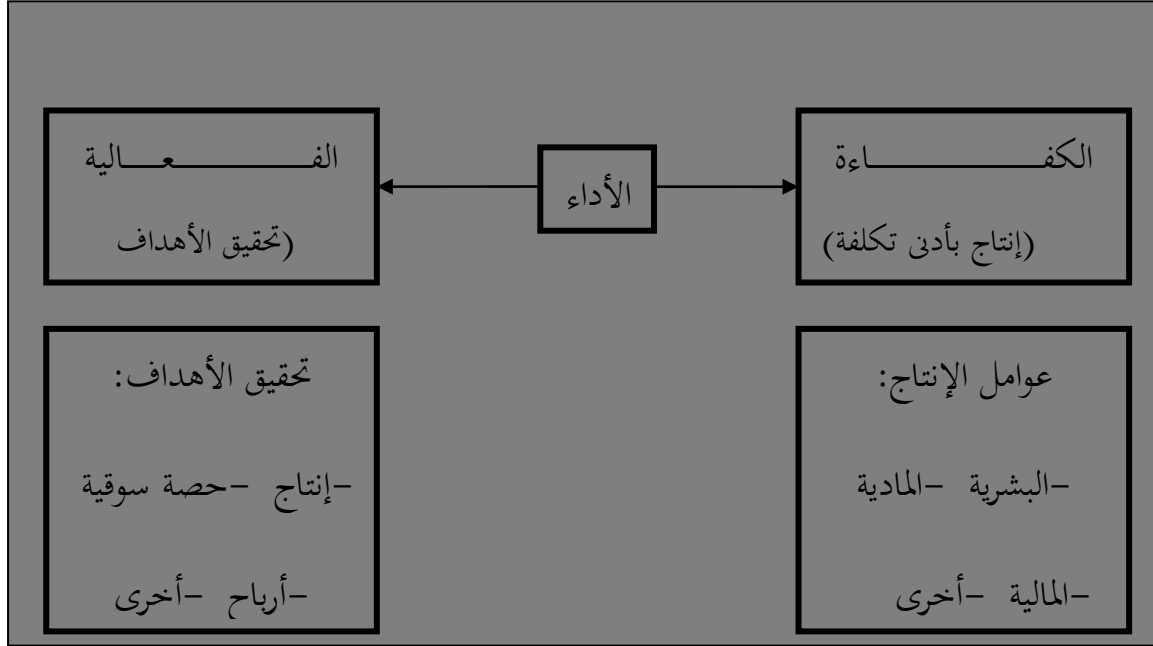 الكفاءة
(إنتاج بأدنى تكلفة)
الأداء
الفعالية
(تحقيق الأهداف
عوامل الإنتاج:
-البشرية -المادية
-المالية -أخرى
تحقيق الأهداف:
-إنتاج -حصة سوقية
-أرباح -أخرى